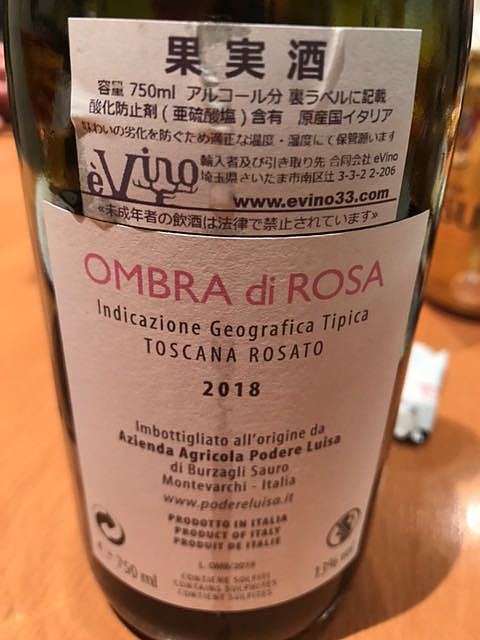 果実酒
容量 750ml アルコール分 裏ラベルに記載
酸化防止剤(亜硫酸塩)含有 原産国イタリア
味わいの劣化を防ぐため適正な温度・湿度にて保管願います
èVino
輸入者及び引き取り先 合同会社 eVino
埼玉県さいたま市南区辻 3-3-2 2-206
www.evino33.com
«未成年者の飲酒は法律で禁止されています»
OMBRA di ROSA
Indicazione Geografica Tipica
TOSCANA ROSATO
2018
Imbottigliato all'origine da
Azienda Agricola Podere Luisa
di Burzagli Sauro
Montevarchi - Italia
www.podereluisa.it
PRODOTTO IN ITALIA
PRODUCT OF ITALY
PRODUIT DE ITALIE
750 ml
CONTIENE SOLFITI
CONTAINS SULPHITES
CONTIENT SULFITES